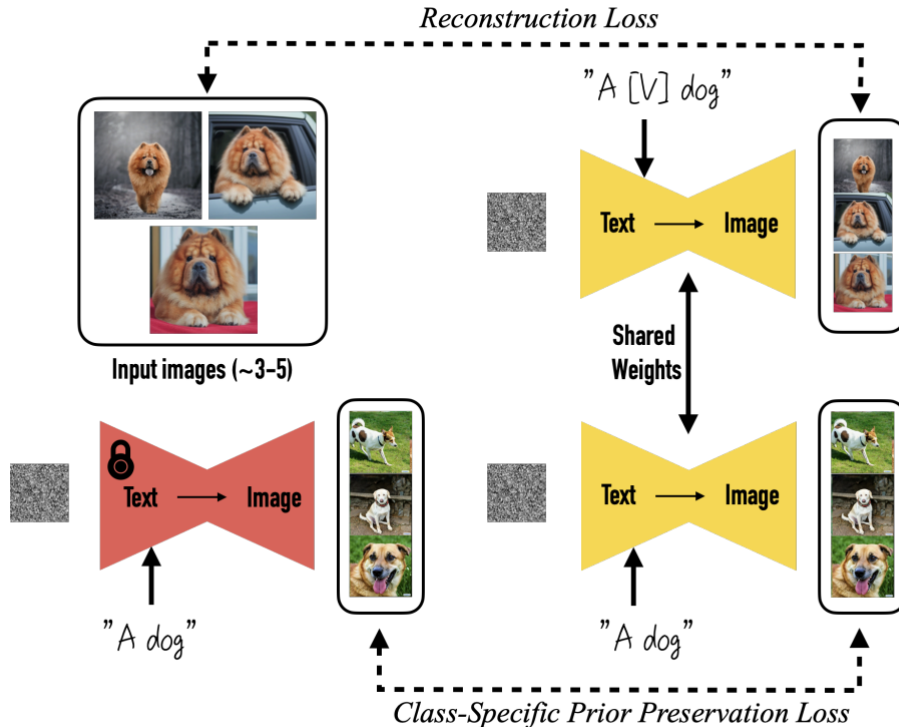 Reconstruction Loss
"A [V] dog"
Text → Image
Input images (~3-5)
Shared
Weights
Text → Image
Text → Image
"A dog"
"A dog"
Class-Specific Prior Preservation Loss